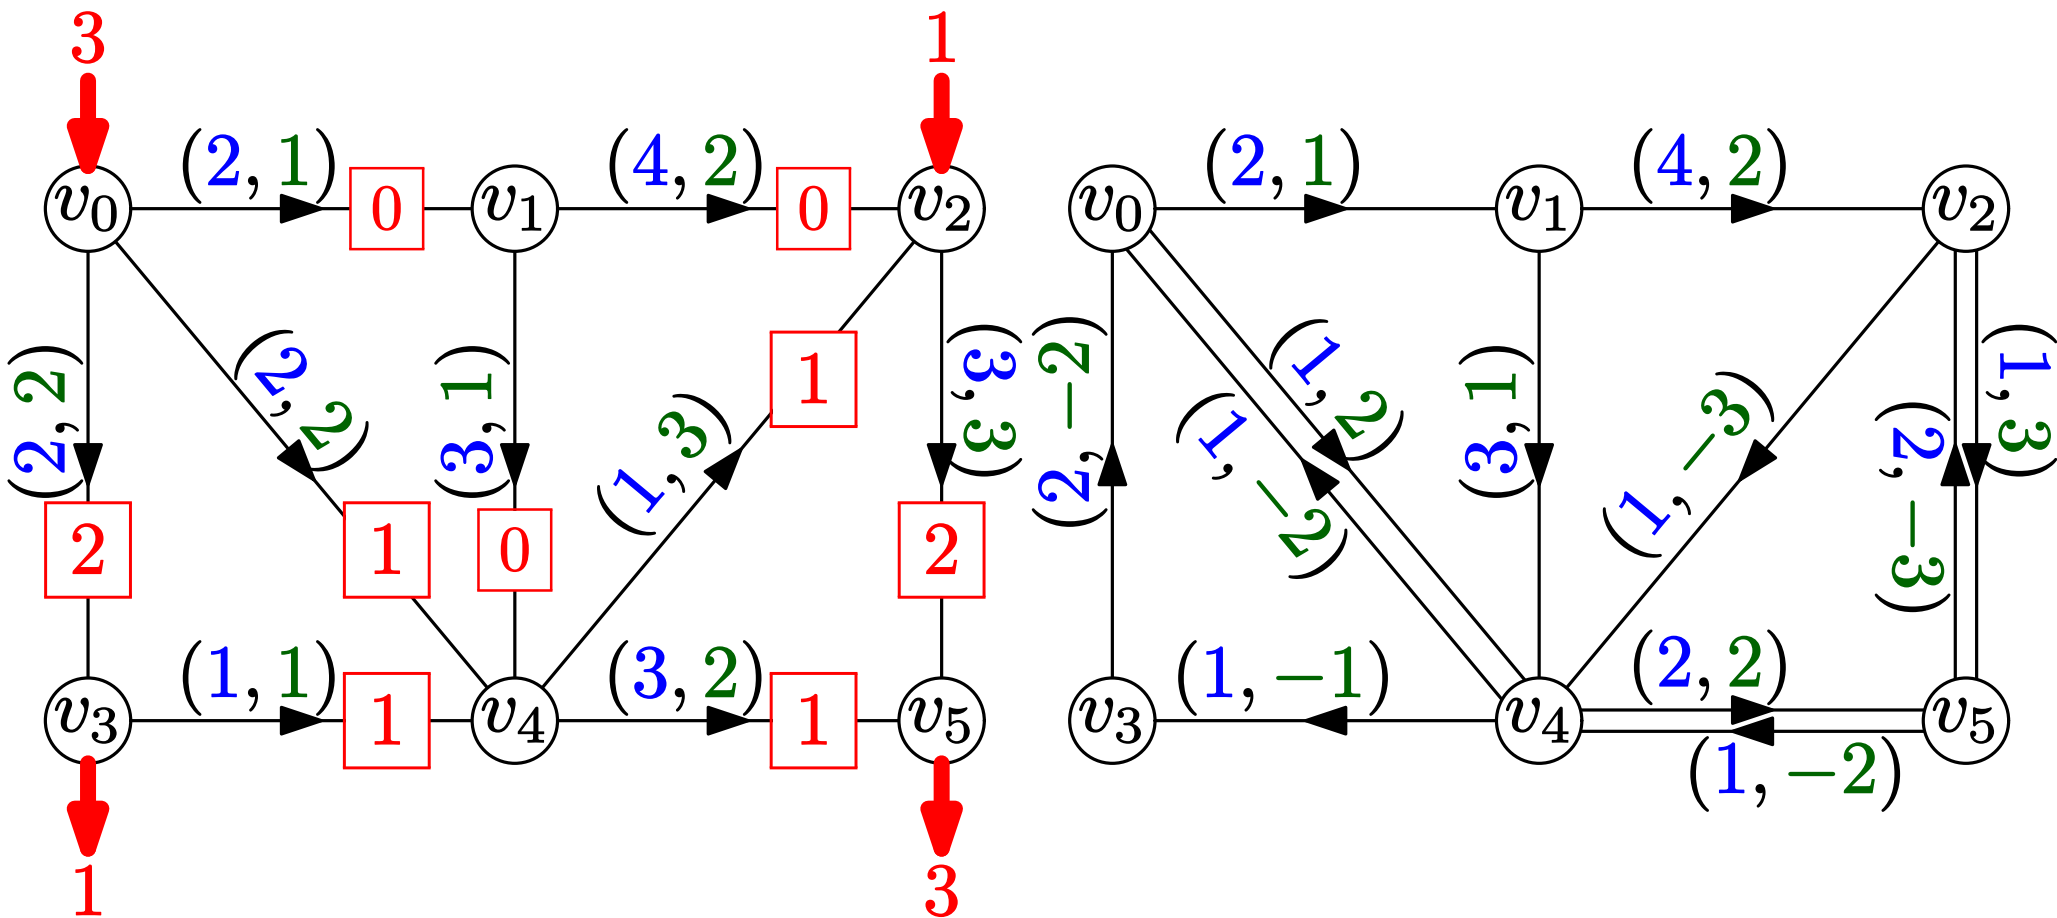 3
1
(2, 1)
(4, 2)
(2, 1)
(4, 2)
v0
0
v1
0
v2
v0
v1
v2
(2, 2)
(2, 2)
(3, 1)
(1, 3)
1
(3, 3)
(2, −2)
(1, 2)
(1, −2)
(3, 1)
(1, −3)
(2, −3)
(1, 3)
2
1
0
2
(1, 1)
(3, 2)
(1, −1)
(2, 2)
v3
1
v4
1
v5
v3
v4
v5
(1, −2)
1
3